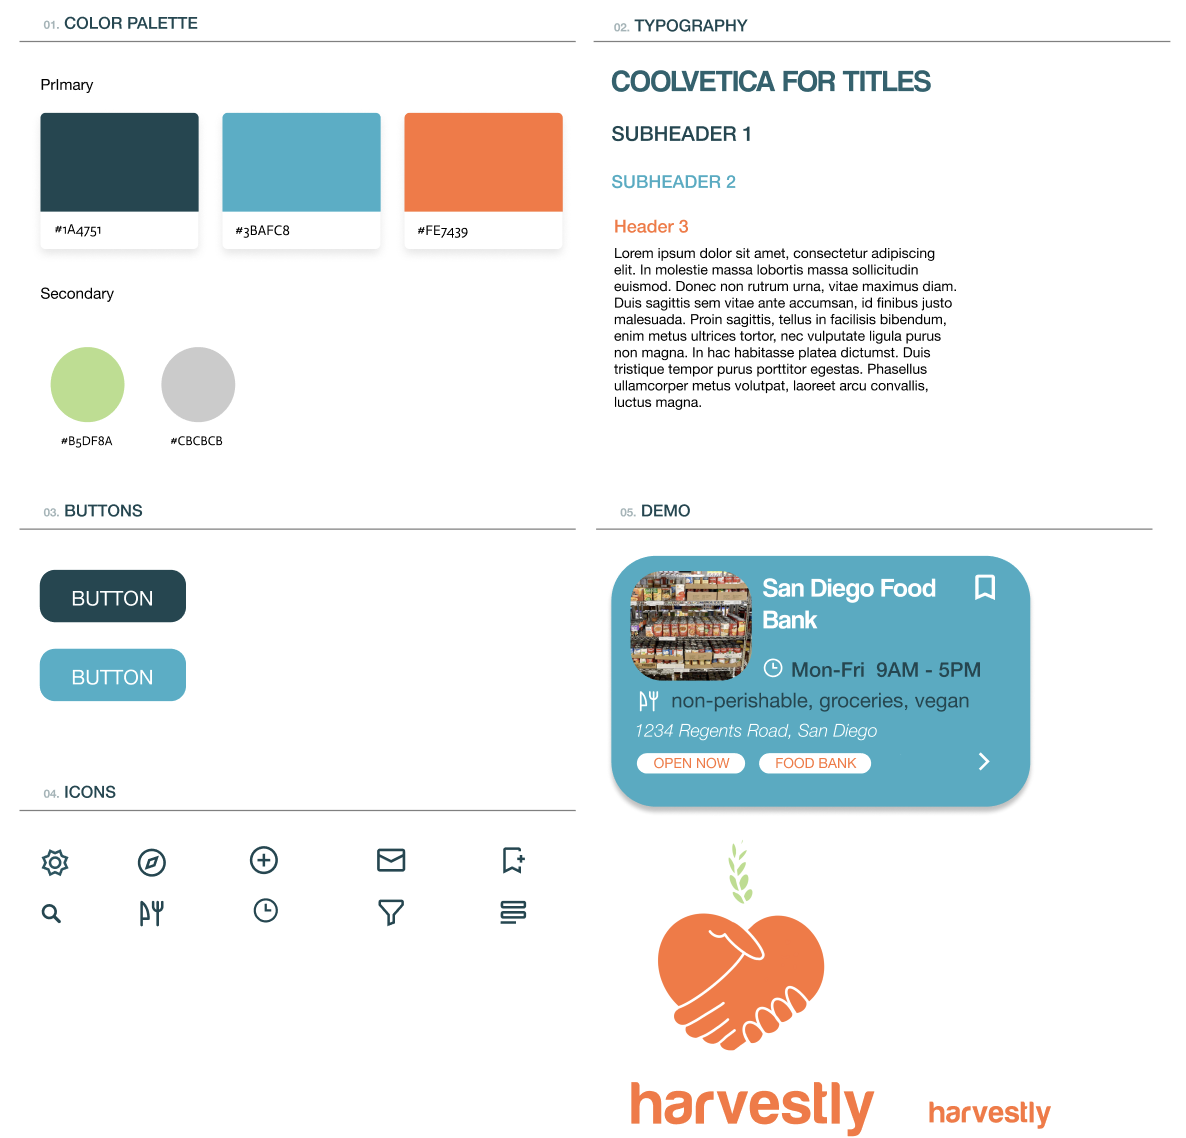 01. COLOR PALETTE
PrImary
#1A4751
#3BAFC8
#FE7439
Secondary
#B5DF8A
#CBCBCB
02. TYPOGRAPHY
COOLVETICA FOR TITLES
SUBHEADER 1
SUBHEADER 2
Header 3
Lorem ipsum dolor sit amet, consectetur adipiscing
elit. In molestie massa lobortis massa sollicitudin
euismod. Donec non rutrum urna, vitae maximus diam.
Duis sagittis sem vitae ante accumsan, id finibus justo
malesuada. Proin sagittis, tellus in facilisis bibendum,
enim metus ultrices tortor, nec vulputate ligula purus
non magna. In hac habitasse platea dictumst. Duis
tristique tempor purus porttitor egestas. Phasellus
ullamcorper metus volutpat, laoreet arcu convallis,
luctus magna.
03. BUTTONS
BUTTON
BUTTON
04. ICONS
05. DEMO
San Diego Food
Bank
Mon-Fri 9AM - 5PM
non-perishable, groceries, vegan
1234 Regents Road, San Diego
OPEN NOW
FOOD BANK
harvestly
harvestly